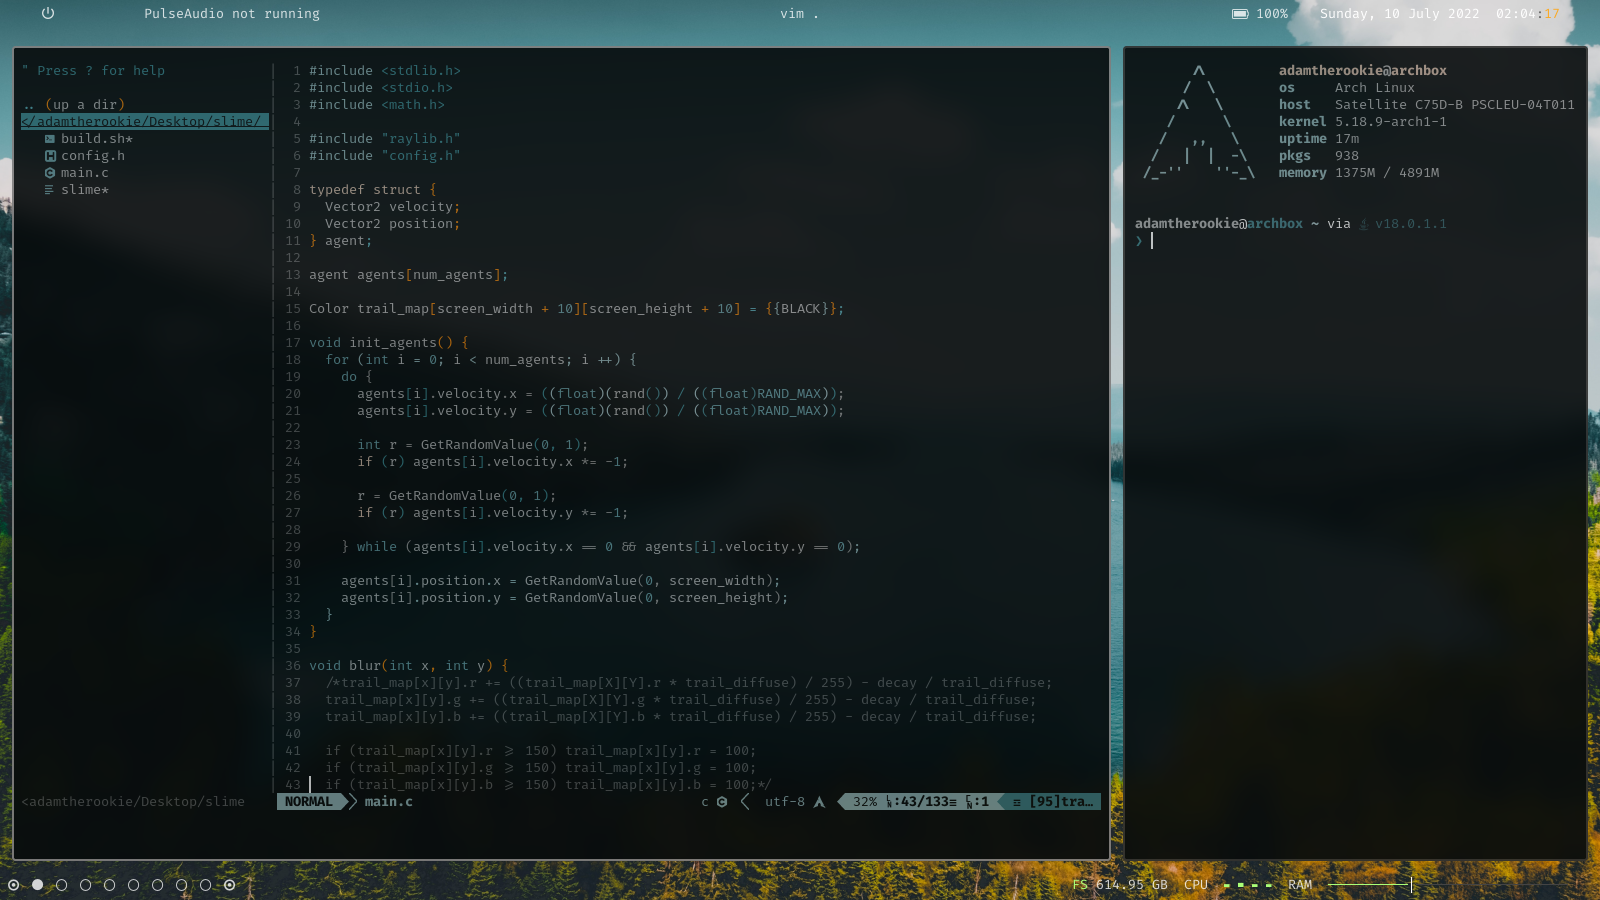 PulseAudio not running
vim .
100%
Sunday, 10 July 2022 02:04:17
" Press ? for help
.. (up a dir)
</adamtherookie/Desktop/slime/
build.sh*
config.h
main.c
slime*
1 #include <stdlib.h>
2 #include <stdio.h>
3 #include <math.h>
4
5 #include "raylib.h"
6 #include "config.h"
7
8 typedef struct {
9 Vector2 velocity;
10 Vector2 position;
11 } agent;
12
13 agent agents[num_agents];
14
15 Color trail_map[screen_width + 10][screen_height + 10] = {{BLACK}};
16
17 void init_agents() {
18 for (int i = 0; i < num_agents; i ++) {
19 do {
20 agents[i].velocity.x = ((float)(rand()) / ((float)RAND_MAX));
21 agents[i].velocity.y = ((float)(rand()) / ((float)RAND_MAX));
22
23 int r = GetRandomValue(0, 1);
24 if (r) agents[i].velocity.x *= -1;
25
26 r = GetRandomValue(0, 1);
27 if (r) agents[i].velocity.y *= -1;
28
29 } while (agents[i].velocity.x == 0 && agents[i].velocity.y == 0);
30
31 agents[i].position.x = GetRandomValue(0, screen_width);
32 agents[i].position.y = GetRandomValue(0, screen_height);
33 }
34 }
35
36 void blur(int x, int y) {
37 /*trail_map[x][y].r += ((trail_map[X][Y].r * trail_diffuse) / 255) - decay / trail_diffuse;
38 trail_map[x][y].g += ((trail_map[X][Y].g * trail_diffuse) / 255) - decay / trail_diffuse;
39 trail_map[x][y].b += ((trail_map[X][Y].b * trail_diffuse) / 255) - decay / trail_diffuse;
40
41 if (trail_map[x][y].r >= 150) trail_map[x][y].r = 100;
42 if (trail_map[x][y].g >= 150) trail_map[x][y].g = 100;
43 if (trail_map[x][y].b >= 150) trail_map[x][y].b = 100;*/
<adamtherookie/Desktop/slime
NORMAL main.c
c utf-8 32% :43/133≡ :1 [95]tra…
adamtherookie@archbox
os Arch Linux
host Satellite C75D-B PSCLEU-04T011
kernel 5.18.9-arch1-1
uptime 17m
pkgs 938
memory 1375M / 4891M
adamtherookie@archbox ~ via v18.0.1.1
❯
FS 614.95 GB CPU RAM